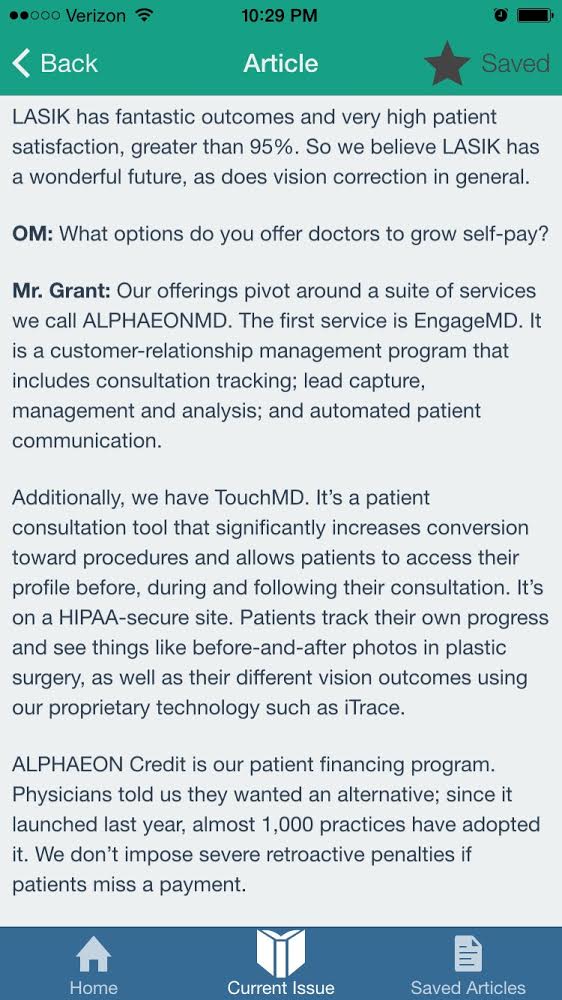 Verizon 10:29 PM
Back Article Saved
LASIK has fantastic outcomes and very high patient
satisfaction, greater than 95%. So we believe LASIK has
a wonderful future, as does vision correction in general.
OM: What options do you offer doctors to grow self-pay?
Mr. Grant: Our offerings pivot around a suite of services
we call ALPHAEONMD. The first service is EngageMD. It
is a customer-relationship management program that
includes consultation tracking; lead capture,
management and analysis; and automated patient
communication.
Additionally, we have TouchMD. It’s a patient
consultation tool that significantly increases conversion
toward procedures and allows patients to access their
profile before, during and following their consultation. It’s
on a HIPAA-secure site. Patients track their own progress
and see things like before-and-after photos in plastic
surgery, as well as their different vision outcomes using
our proprietary technology such as iTrace.
ALPHAEON Credit is our patient financing program.
Physicians told us they wanted an alternative; since it
launched last year, almost 1,000 practices have adopted
it. We don’t impose severe retroactive penalties if
patients miss a payment.
Home Current Issue Saved Articles